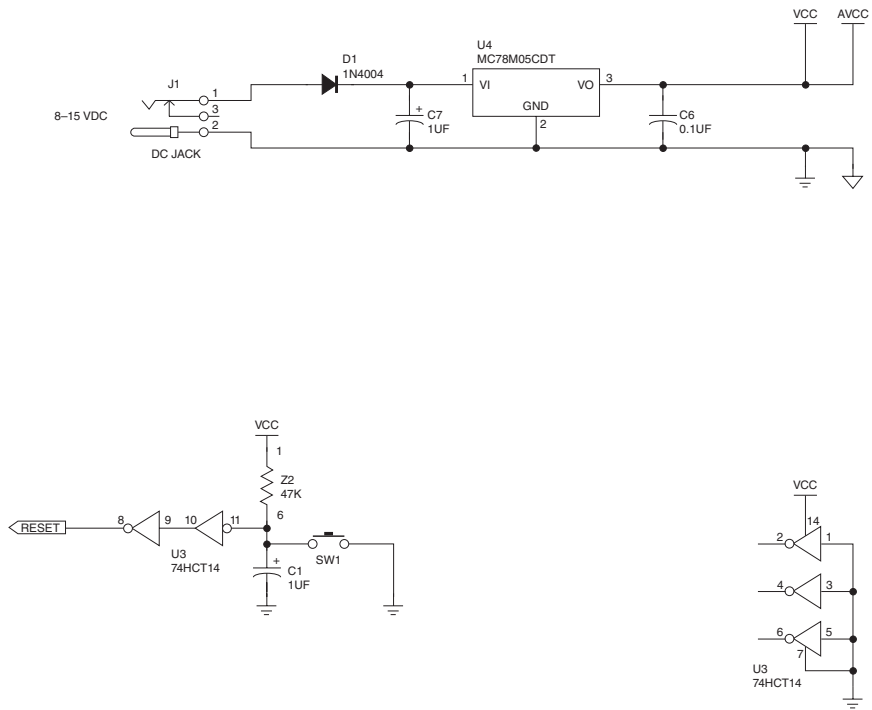 VCC AVCC
U4
MC78M05CDT
D1
1N4004
J1
1
3
2
8–15 VDC
DC JACK
1 VI VO 3
GND
2
+
C7
1UF
C6
0.1UF
VCC
1
Z2
47K
6
RESET
8 9 10 11
U3
74HCT14
SW1
+
C1
1UF
VCC
14
2 1
4 3
6 5
7
U3
74HCT14